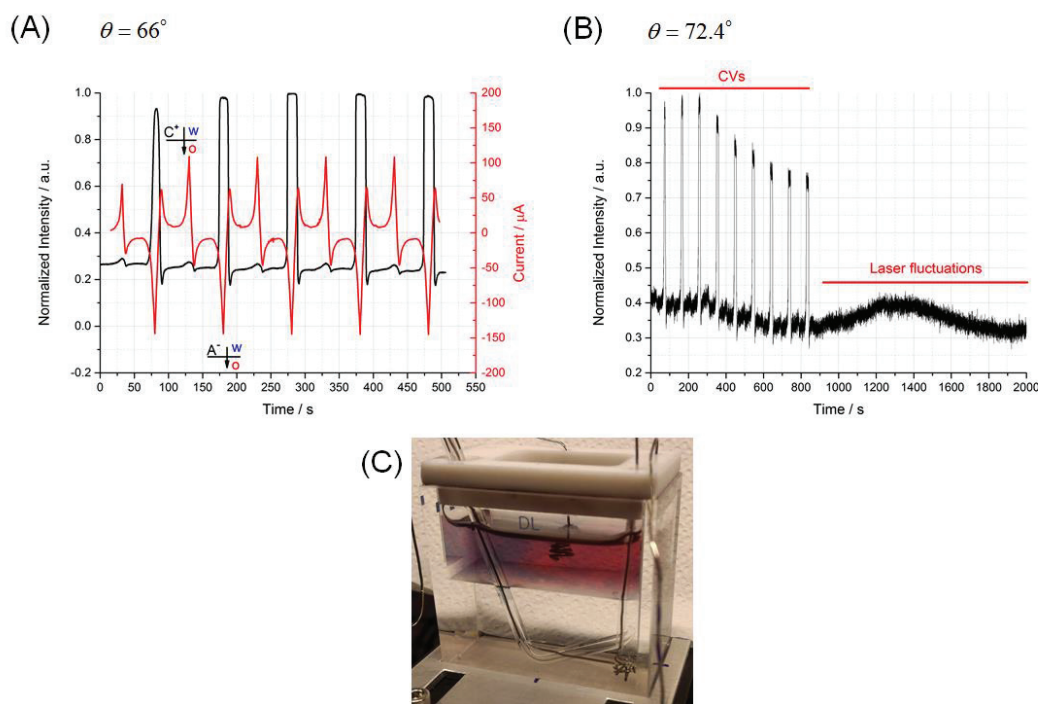 (A) θ = 66°
Normalized Intensity / a.u.
1.0
0.8
0.6
0.4
0.2
0.0
-0.2
C⁺ w
o
A⁻ w
o
200
150
100
50
0
-50
-100
-150
-200
Current / µA
0 50 100 150 200 250 300 350 400 450 500 550
Time / s
(B) θ = 72.4°
CVs
Normalized Intensity / a.u.
1.0
0.9
0.8
0.7
0.6
0.5
0.4
0.3
0.2
Laser fluctuations
0 200 400 600 800 1000 1200 1400 1600 1800 2000
Time / s
(C)
DL